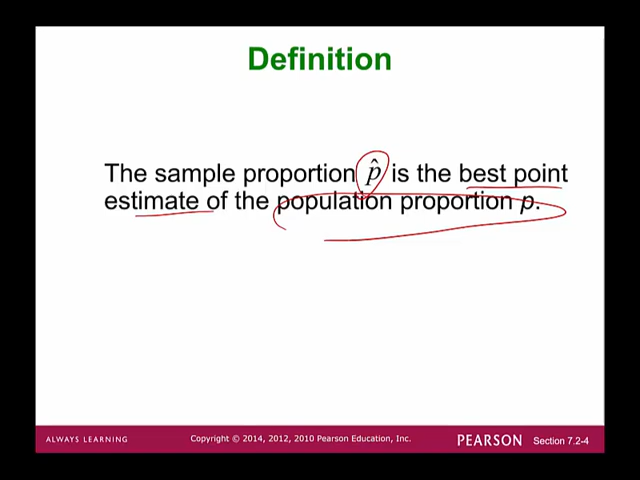 Definition
The sample proportion p̂ is the best point
estimate of the population proportion p.
ALWAYS LEARNING
Copyright © 2014, 2012, 2010 Pearson Education, Inc.
PEARSON
Section 7.2-4